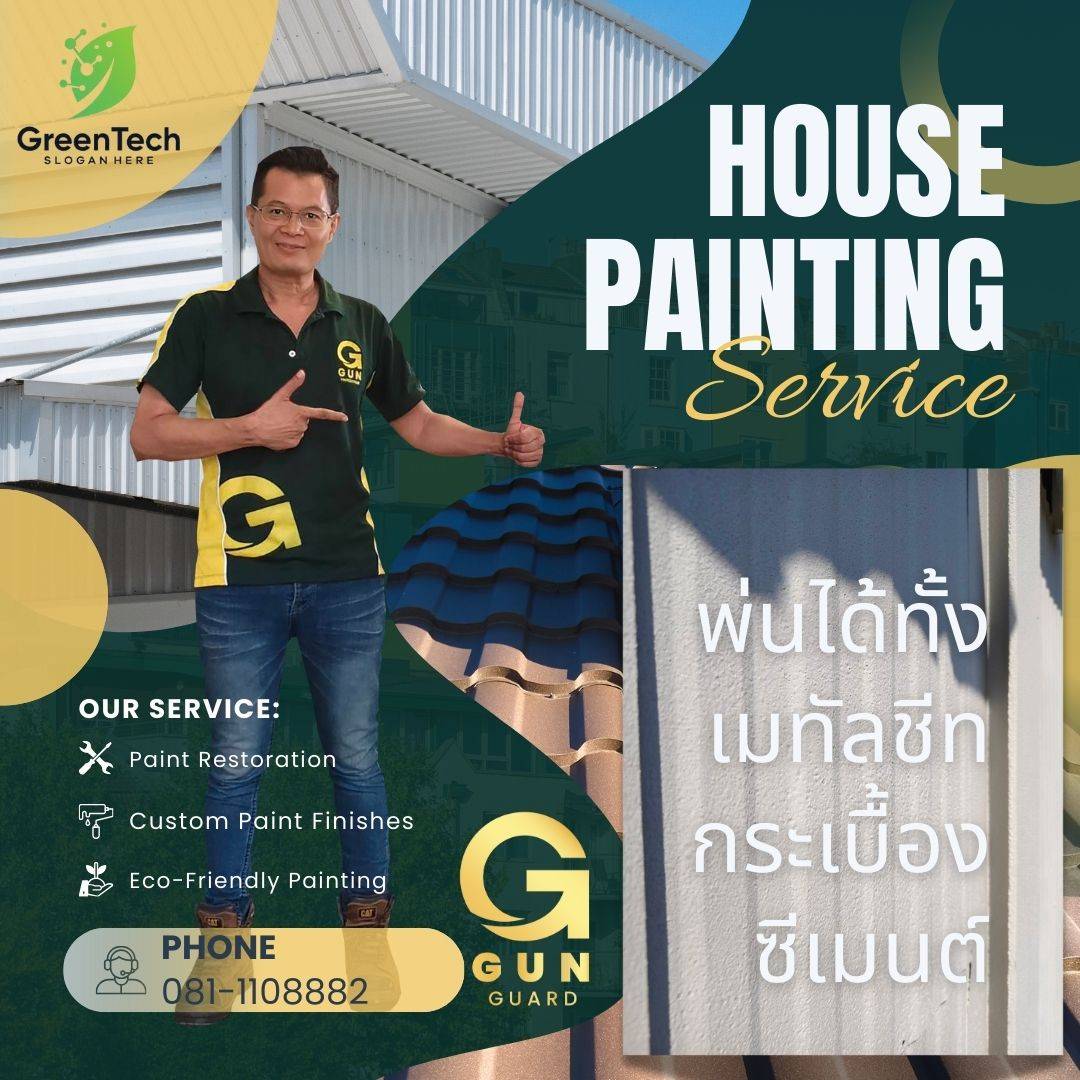 GreenTech
SLOGAN HERE
HOUSE
PAINTING
Service
G
GUN
G
พ่นได้ทั้ง
เมทัลชีท
กระเบื้อง
ซีเมนต์
OUR SERVICE:
Paint Restoration
Custom Paint Finishes
Eco-Friendly Painting
CAT
CAT
PHONE
081-1108882
G
GUN
GUARD